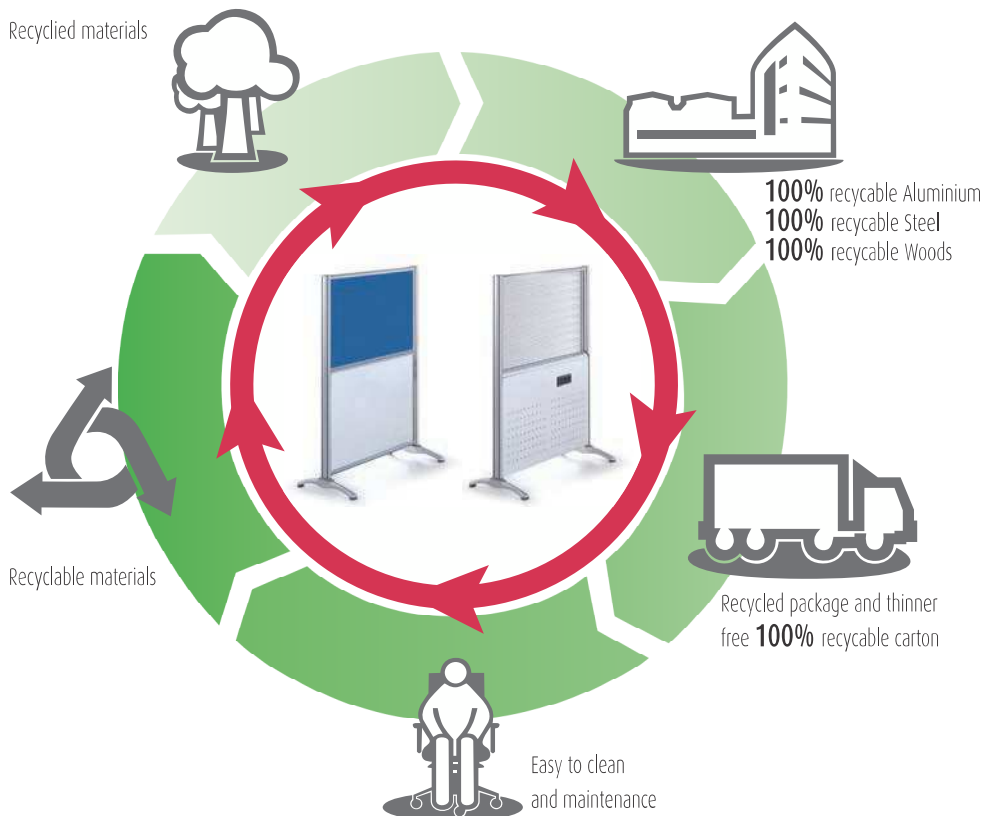 Recyclied materials
100% recycable Aluminium
100% recycable Steel
100% recycable Woods
Recycled package and thinner
free 100% recycable carton
Easy to clean
and maintenance
Recyclable materials